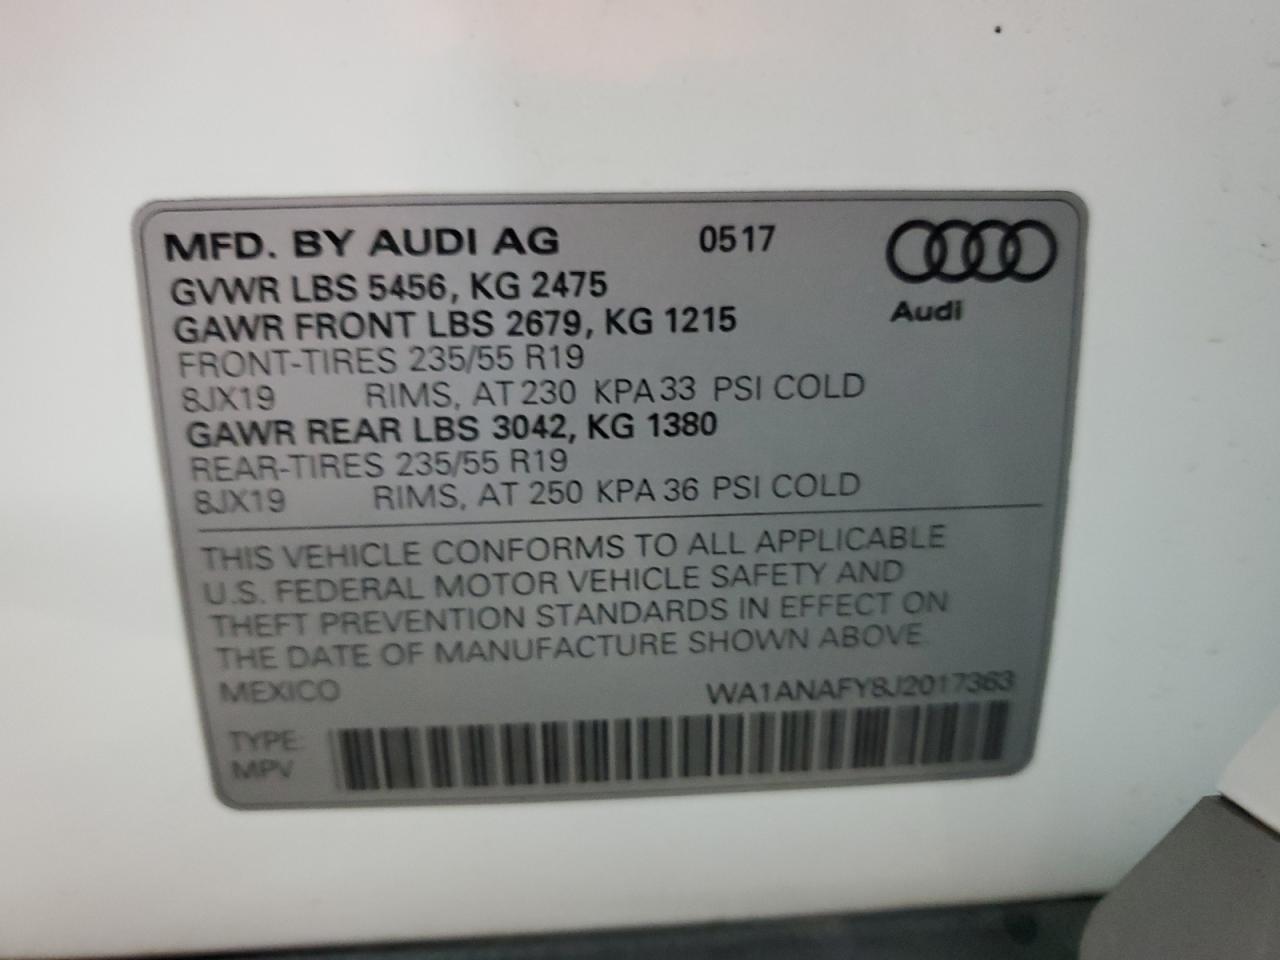 MFD. BY AUDI AG 0517
Audi
GVWR LBS 5456, KG 2475
GAWR FRONT LBS 2679, KG 1215
FRONT-TIRES 235/55 R19
8JX19 RIMS, AT 230 KPA 33 PSI COLD
GAWR REAR LBS 3042, KG 1380
REAR-TIRES 235/55 R19
8JX19 RIMS, AT 250 KPA 36 PSI COLD
THIS VEHICLE CONFORMS TO ALL APPLICABLE
U.S. FEDERAL MOTOR VEHICLE SAFETY AND
THEFT PREVENTION STANDARDS IN EFFECT ON
THE DATE OF MANUFACTURE SHOWN ABOVE.
MEXICO WA1ANAFY8J2017363
TYPE:
MPV